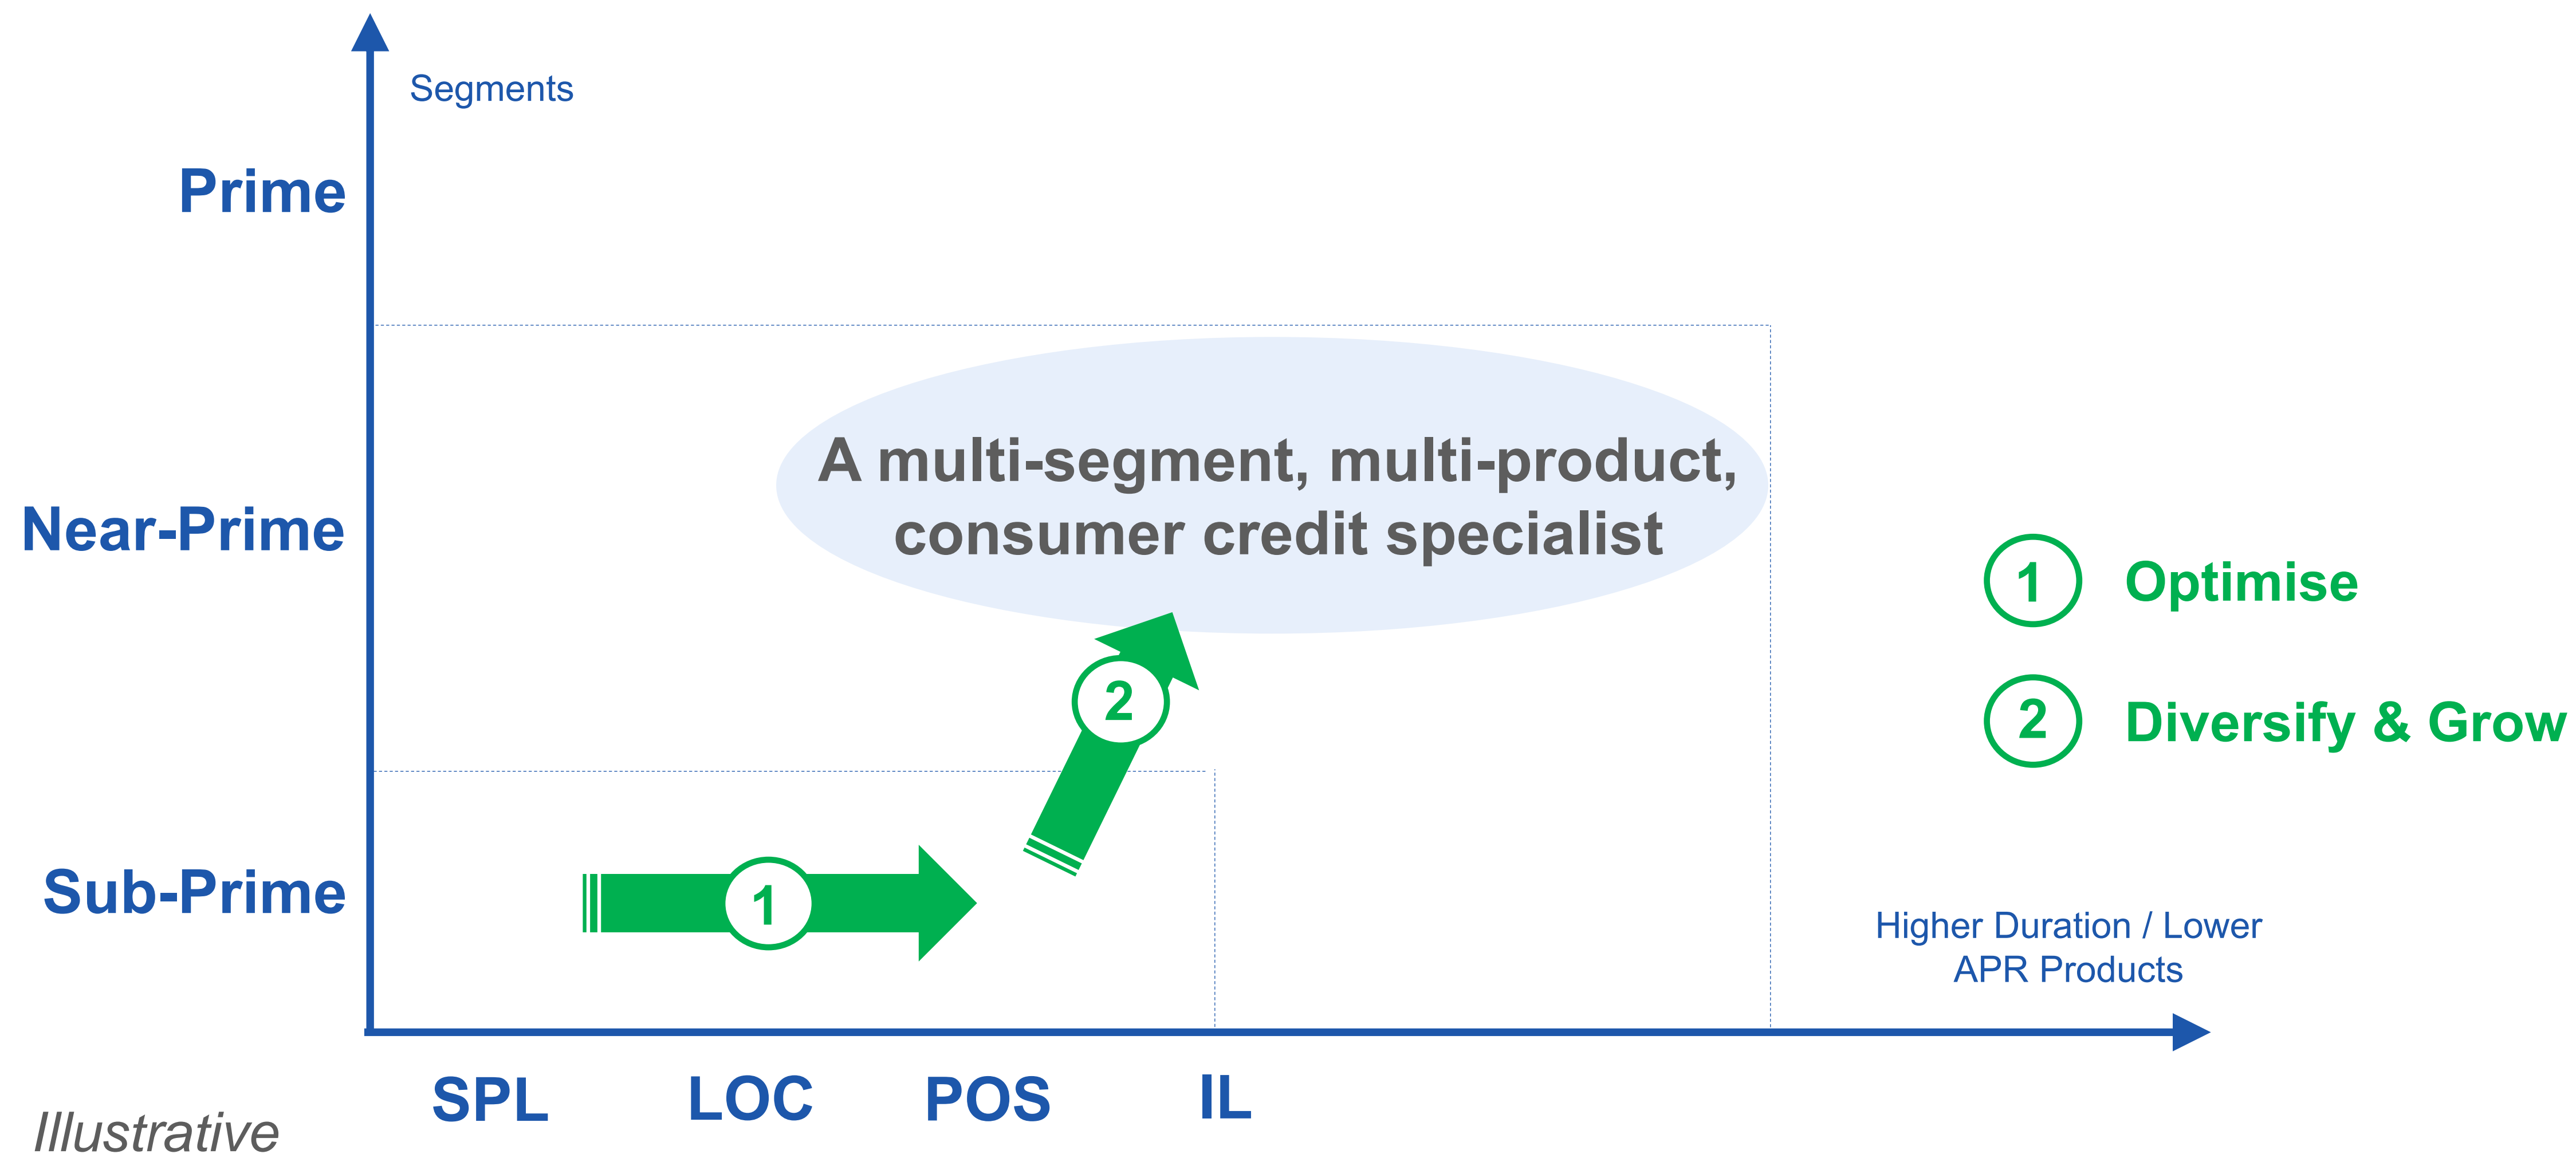 Segments
Prime
Near-Prime
Sub-Prime
A multi-segment, multi-product,
consumer credit specialist
2
1
1 Optimise
2 Diversify & Grow
Higher Duration / Lower
APR Products
SPL LOC POS IL
Illustrative